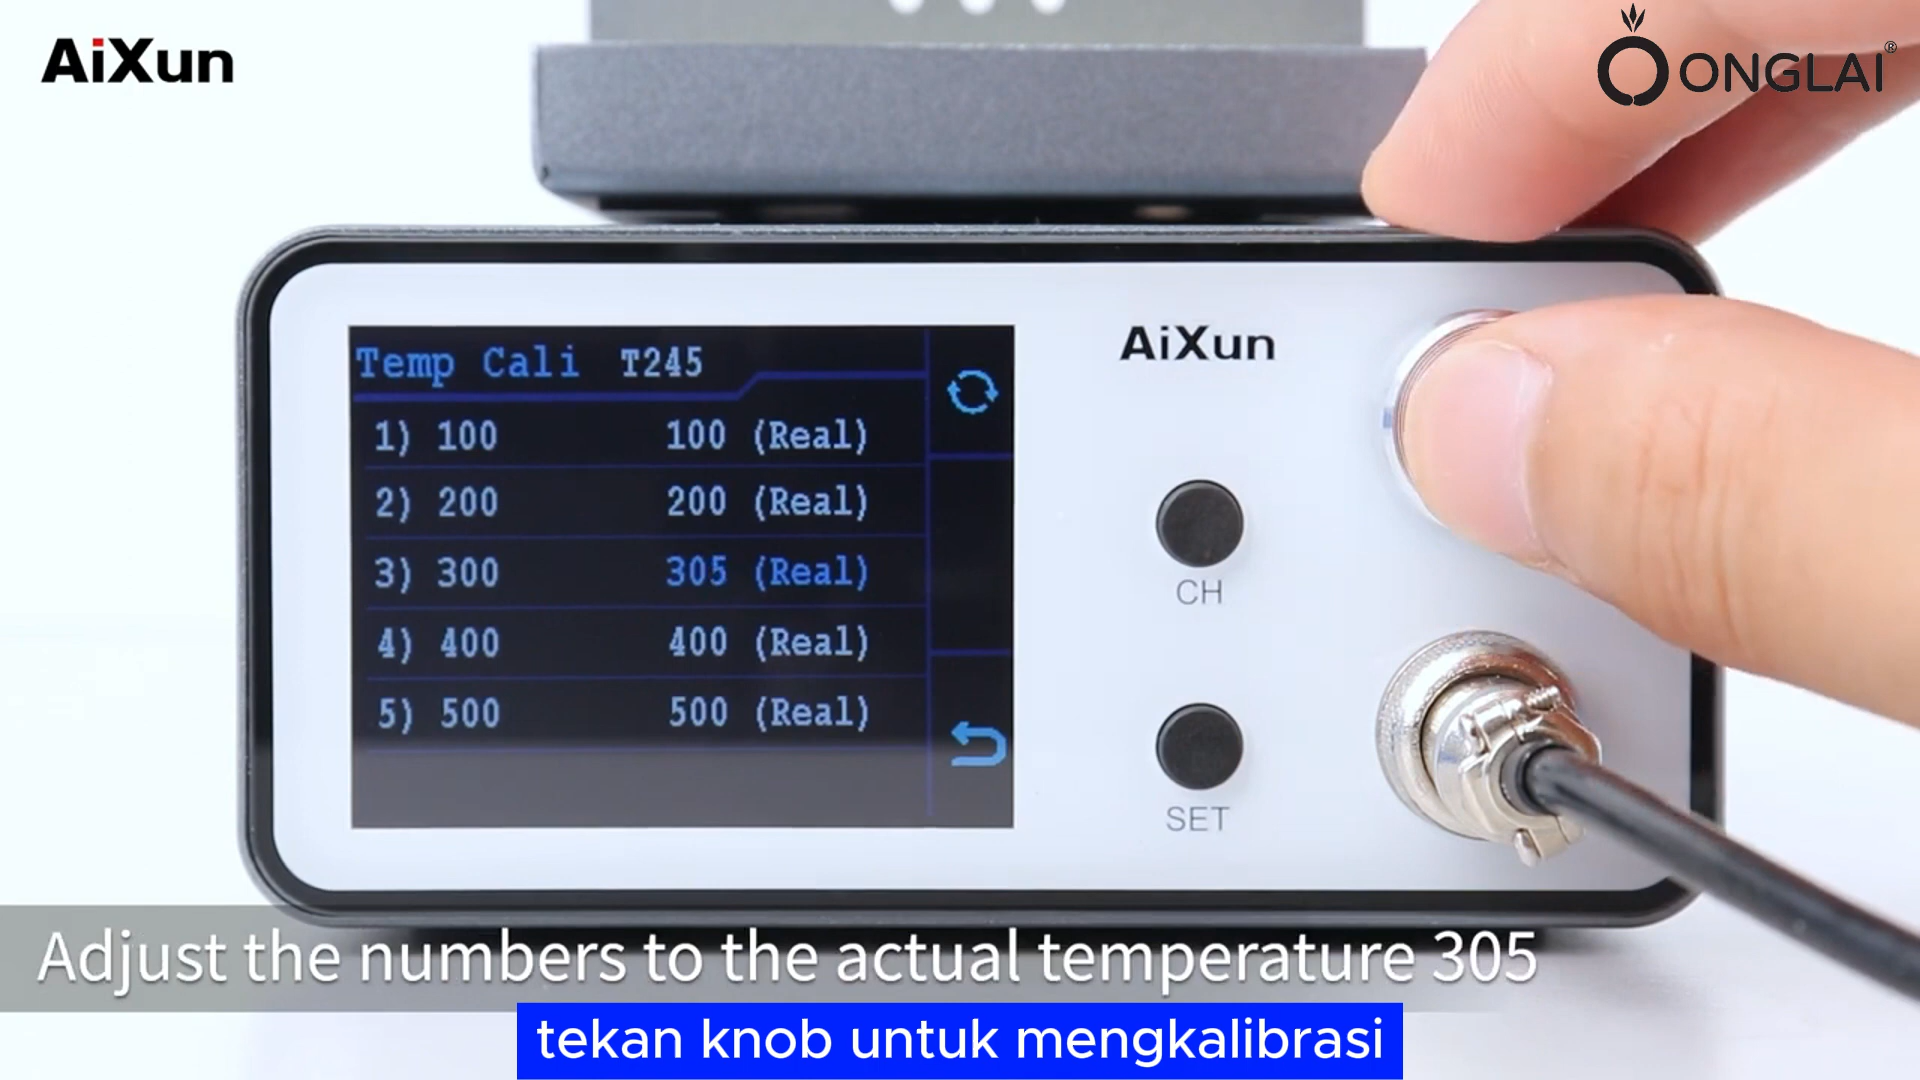 AiXun
ONGLAI®
AiXun
Temp Cali T245
1) 100 100 (Real)
2) 200 200 (Real)
3) 300 305 (Real)
4) 400 400 (Real)
5) 500 500 (Real)
CH
SET
Adjust the numbers to the actual temperature 305
tekan knob untuk mengkalibrasi